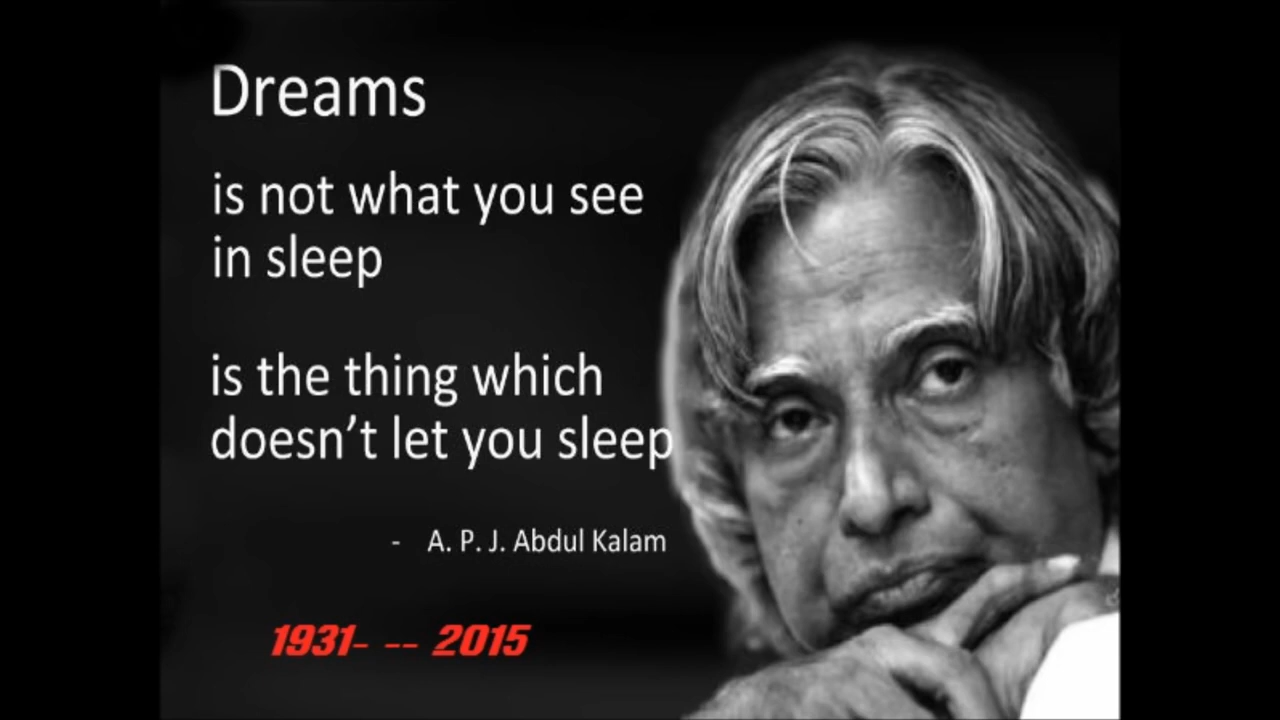 Dreams
is not what you see
in sleep
is the thing which
doesn’t let you sleep
- A. P. J. Abdul Kalam
1931- -- 2015